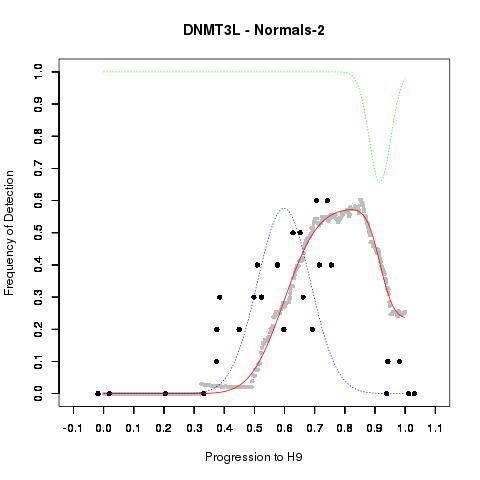 DNMT3L - Normals-2
Frequency of Detection
1.0
0.9
0.8
0.7
0.6
0.5
0.4
0.3
0.2
0.1
0.0
-0.1 0.0 0.1 0.2 0.3 0.4 0.5 0.6 0.7 0.8 0.9 1.0 1.1
Progression to H9